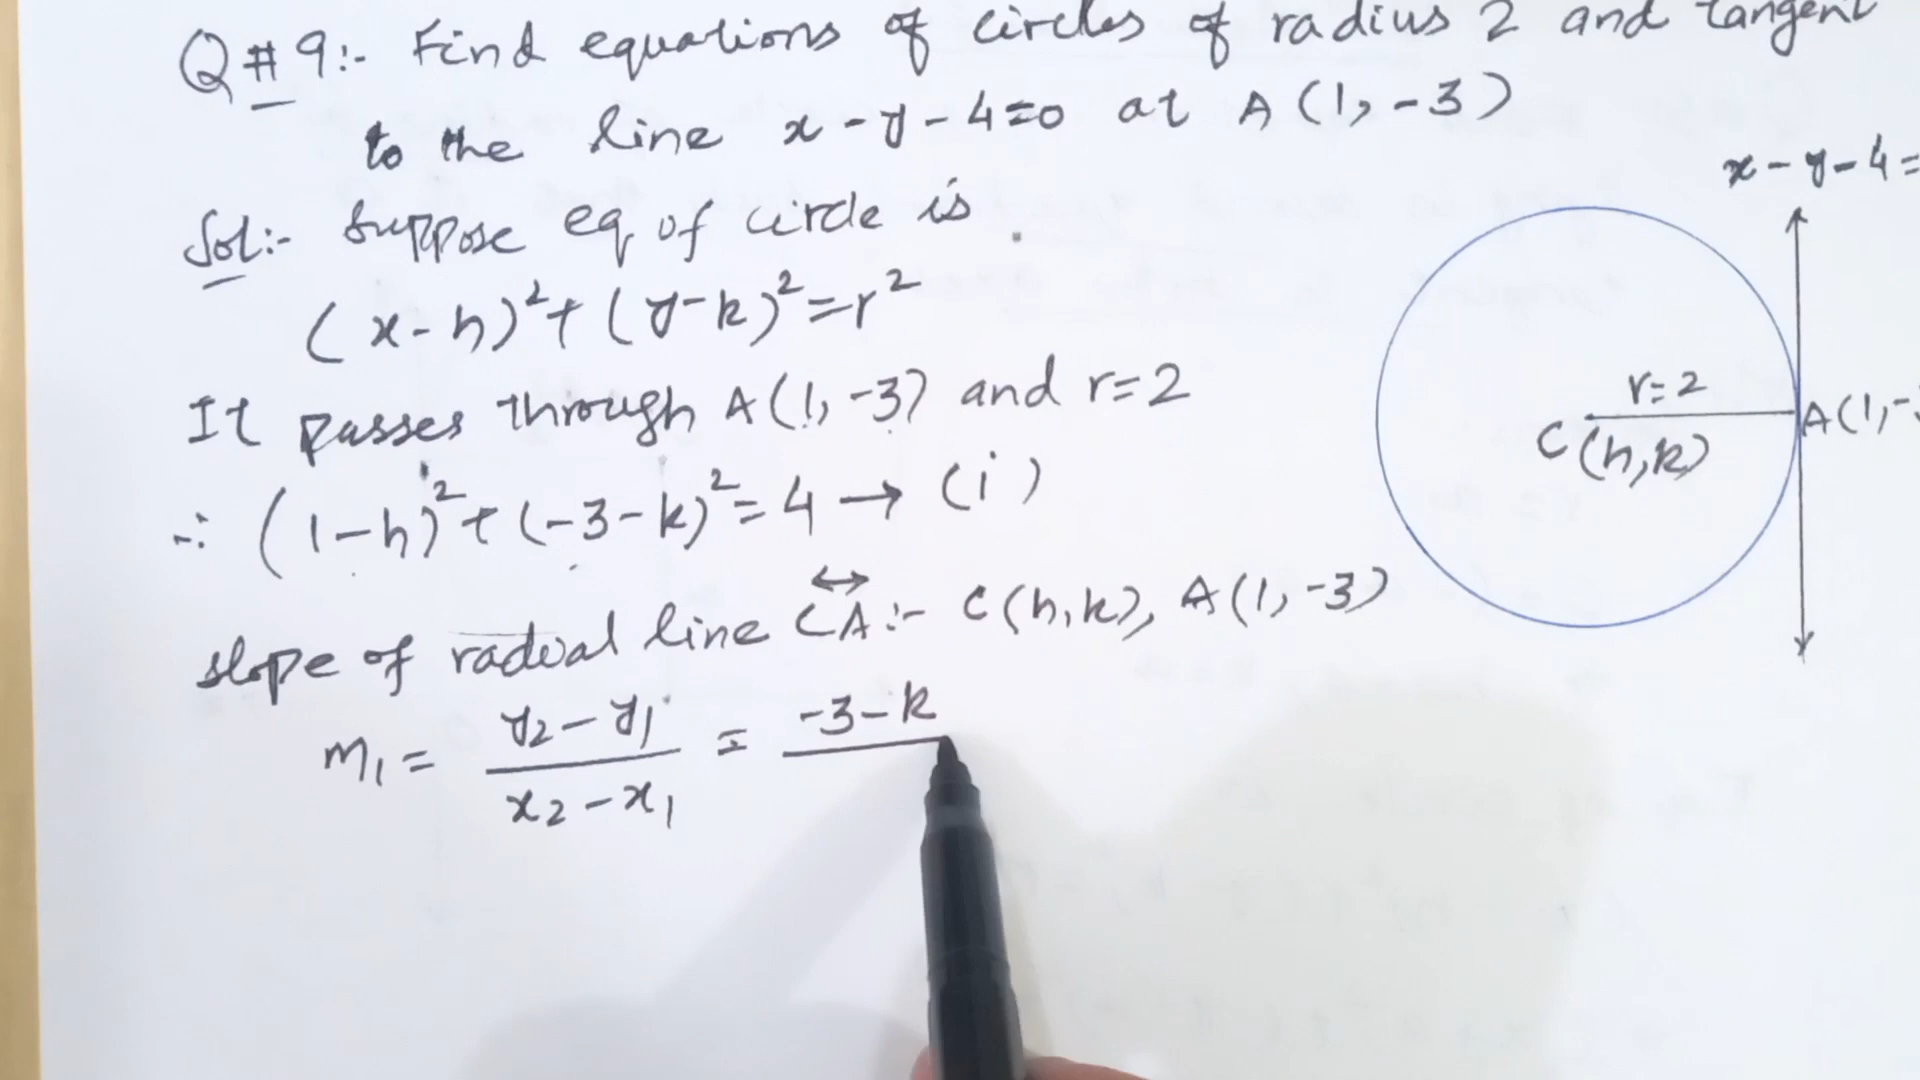 Q # 9:- Find equations of circles of radius 2 and tangent
to the line x - y - 4 = 0 at A (1, -3)
Sol:- Suppose eq of circle is
(x - h)² + (y - k)² = r²
It passes through A (1, -3) and r = 2
∴ (1 - h)² + (-3 - k)² = 4 → (i)
slope of radial line CA :- C (h, k), A (1, -3)
m₁ = (y₂ - y₁)/(x₂ - x₁) = -3 - k
x - y - 4 =
r = 2
C (h, k)
A (1, -